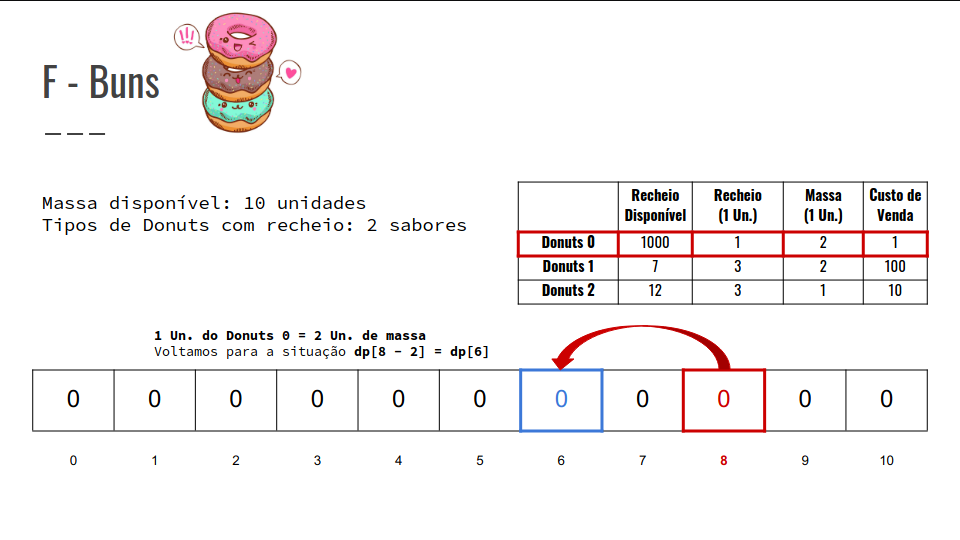 F - Buns
!!!
Massa disponível: 10 unidades
Tipos de Donuts com recheio: 2 sabores
Recheio Disponível Recheio (1 Un.) Massa (1 Un.) Custo de Venda
Donuts 0 1000 1 2 1
Donuts 1 7 3 2 100
Donuts 2 12 3 1 10
1 Un. do Donuts 0 = 2 Un. de massa
Voltamos para a situação dp[8 - 2] = dp[6]
0 0 0 0 0 0 0 0 0 0 0
0 1 2 3 4 5 6 7 8 9 10